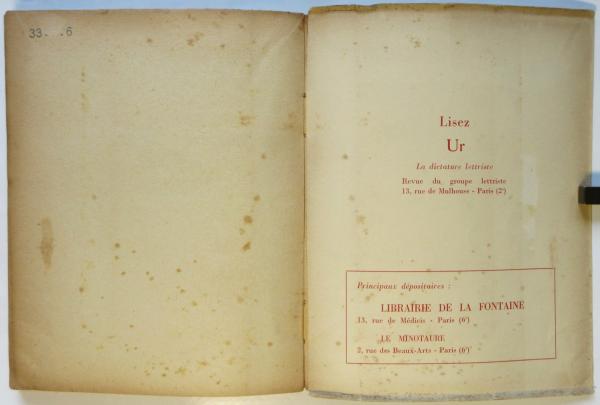 Lisez
Ur
La dictature lettriste
Revue du groupe lettriste
13, rue de Mulhouse - Paris (2e)
Principaux dépositaires :
LIBRAIRIE DE LA FONTAINE
13, rue de Médicis - Paris (6e)
LE MINOTAURE
2, rue des Beaux-Arts - Paris (6e)